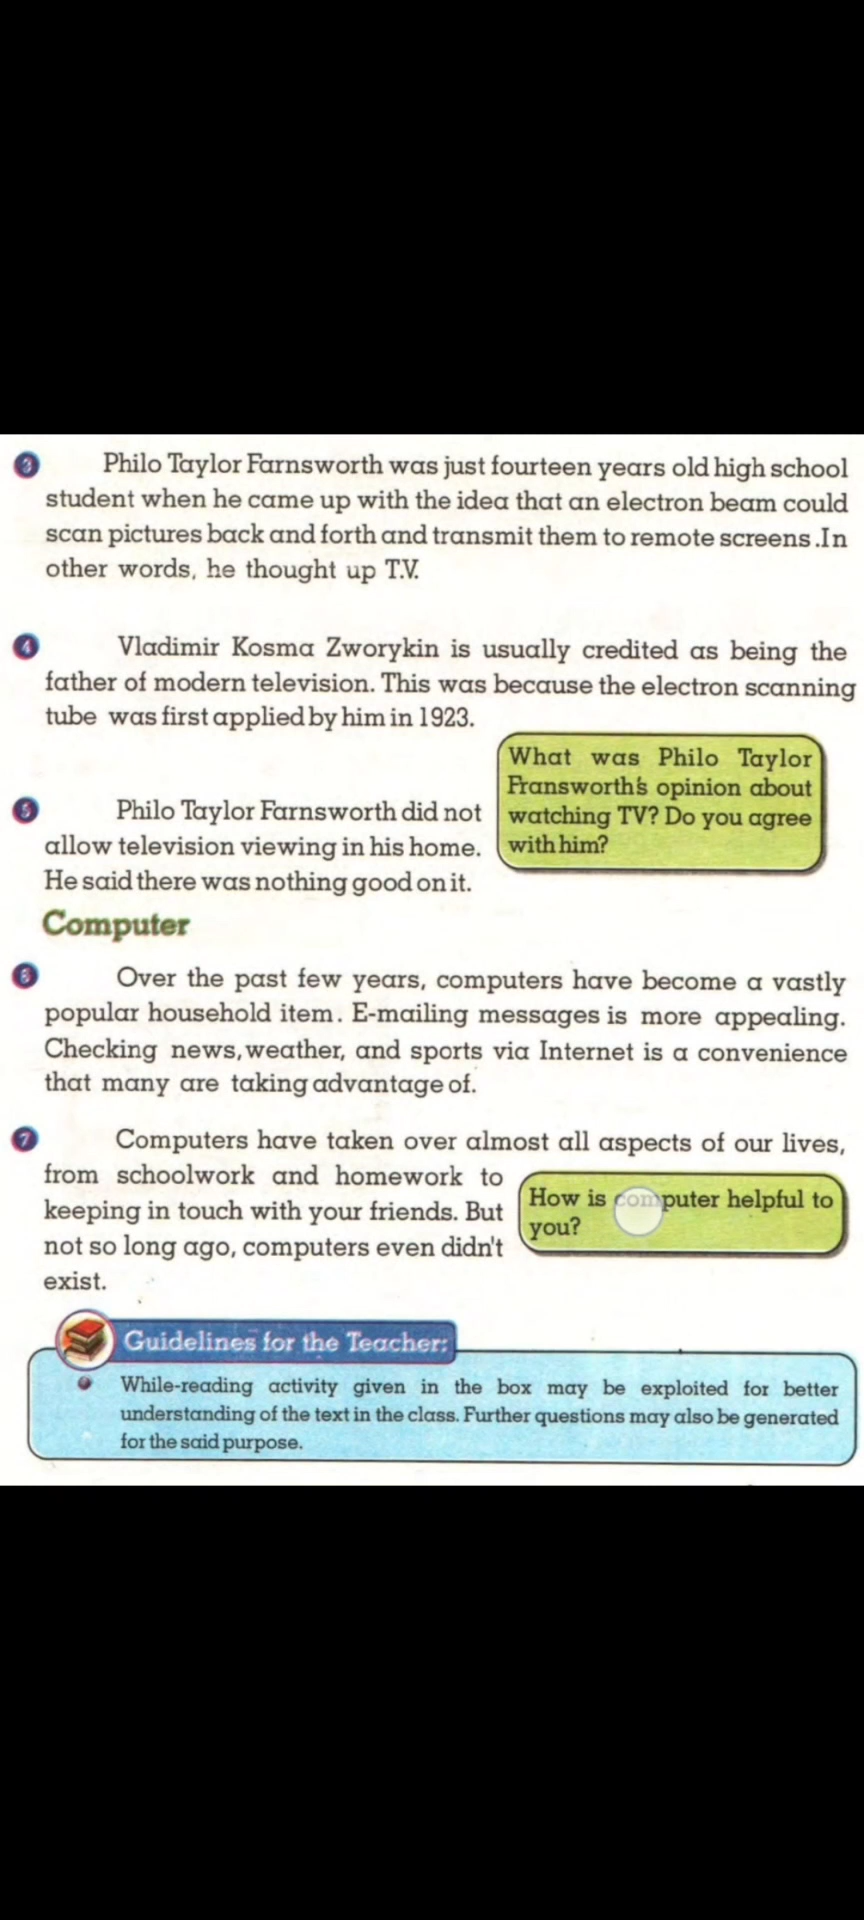 3 Philo Taylor Farnsworth was just fourteen years old high school
student when he came up with the idea that an electron beam could
scan pictures back and forth and transmit them to remote screens .In
other words, he thought up T.V.
4 Vladimir Kosma Zworykin is usually credited as being the
father of modern television. This was because the electron scanning
tube was first applied by him in 1923.
What was Philo Taylor
Fransworth's opinion about
watching TV? Do you agree
with him?
5 Philo Taylor Farnsworth did not
allow television viewing in his home.
He said there was nothing good on it.
Computer
6 Over the past few years, computers have become a vastly
popular household item. E-mailing messages is more appealing.
Checking news, weather, and sports via Internet is a convenience
that many are taking advantage of.
7 Computers have taken over almost all aspects of our lives,
from schoolwork and homework to
keeping in touch with your friends. But
not so long ago, computers even didn't
exist.
How is computer helpful to
you?
Guidelines for the Teacher:
While-reading activity given in the box may be exploited for better
understanding of the text in the class. Further questions may also be generated
for the said purpose.